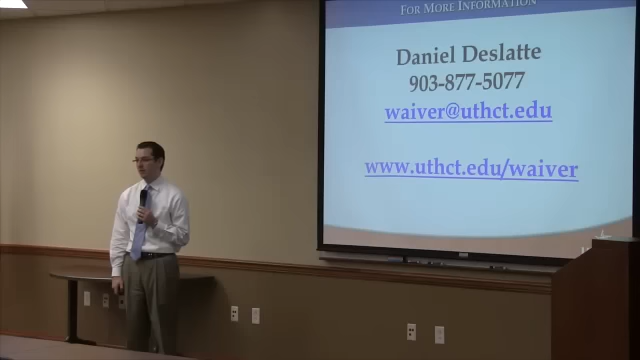 FOR MORE INFORMATION
Daniel Deslatte
903-877-5077
waiver@uthct.edu
www.uthct.edu/waiver